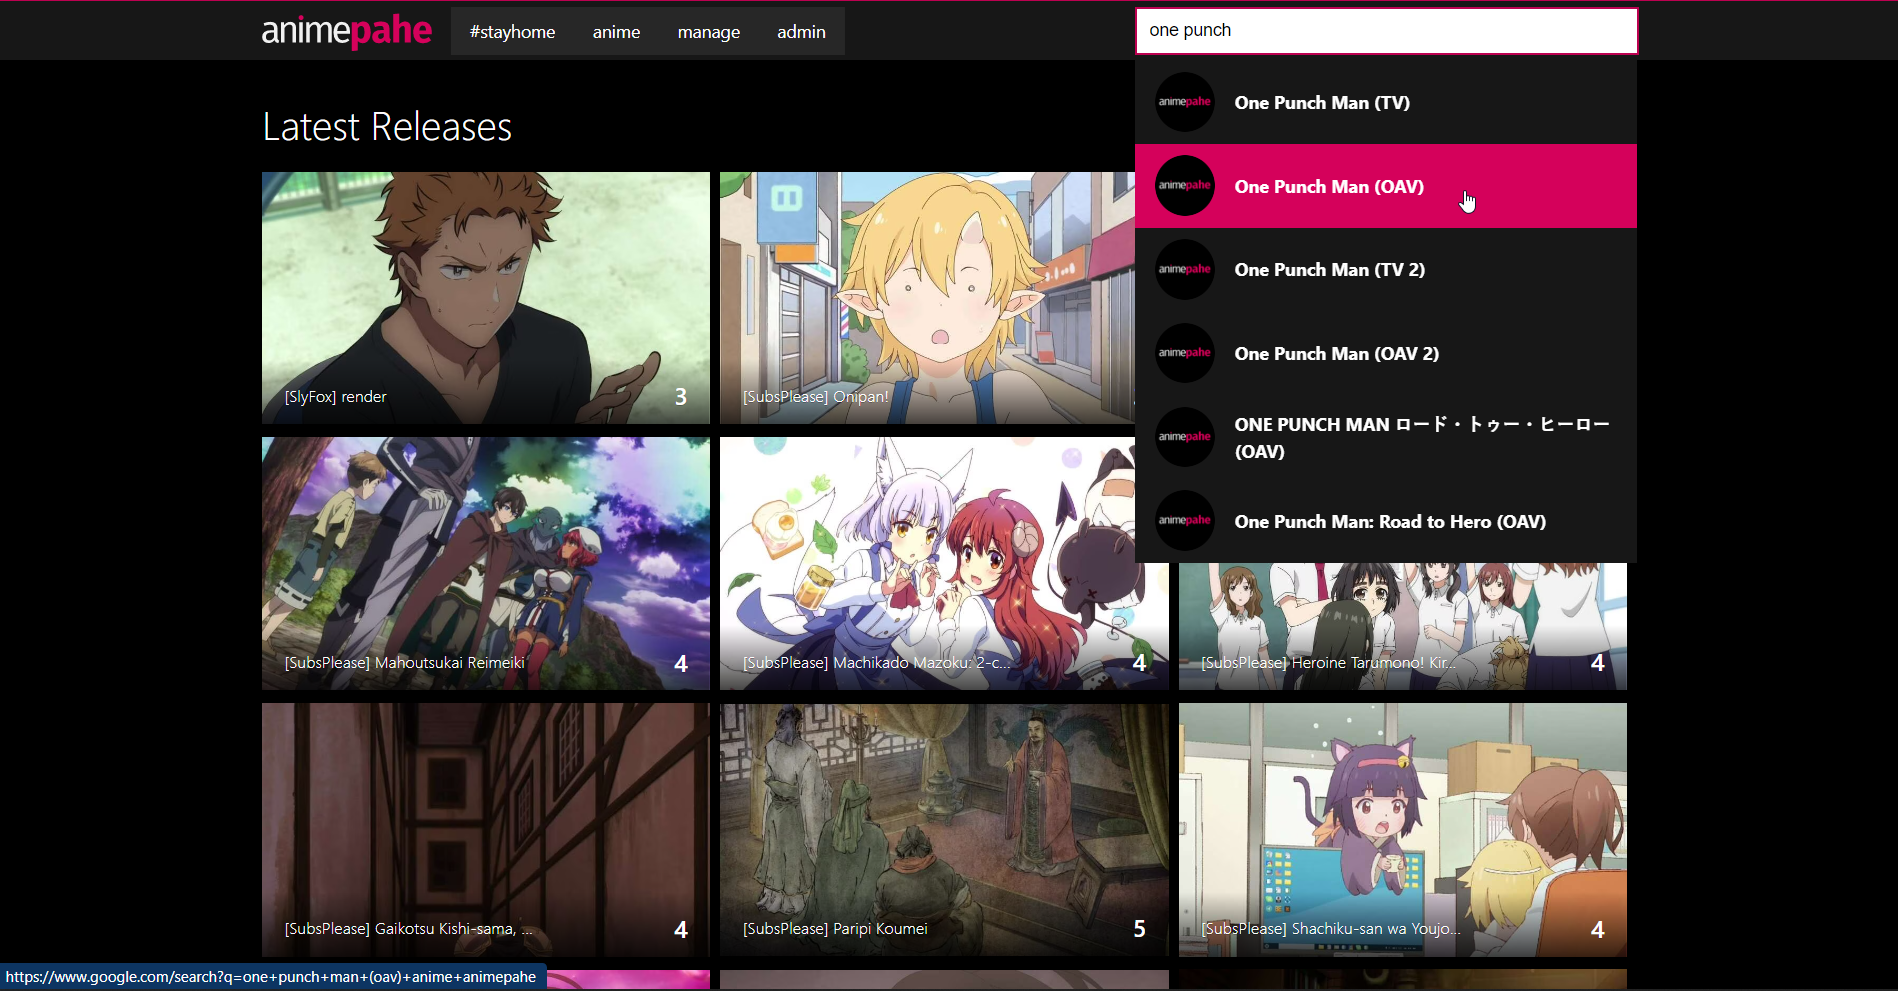 animepahe
#stayhome anime manage admin
one punch
Latest Releases
animepahe One Punch Man (TV)
animepahe One Punch Man (OAV)
animepahe One Punch Man (TV 2)
animepahe One Punch Man (OAV 2)
animepahe ONE PUNCH MAN ロード・トゥー・ヒーロー
(OAV)
animepahe One Punch Man: Road to Hero (OAV)
[SlyFox] render 3
[SubsPlease] Onipan!
[SubsPlease] Mahoutsukai Reimeiki 4
[SubsPlease] Machikado Mazoku: 2-c... 4
[SubsPlease] Heroine Tarumono! Kir... 4
[SubsPlease] Gaikotsu Kishi-sama, ... 4
[SubsPlease] Paripi Koumei 5
[SubsPlease] Shachiku-san wa Youjo... 4
https://www.google.com/search?q=one+punch+man+(oav)+anime+animepahe